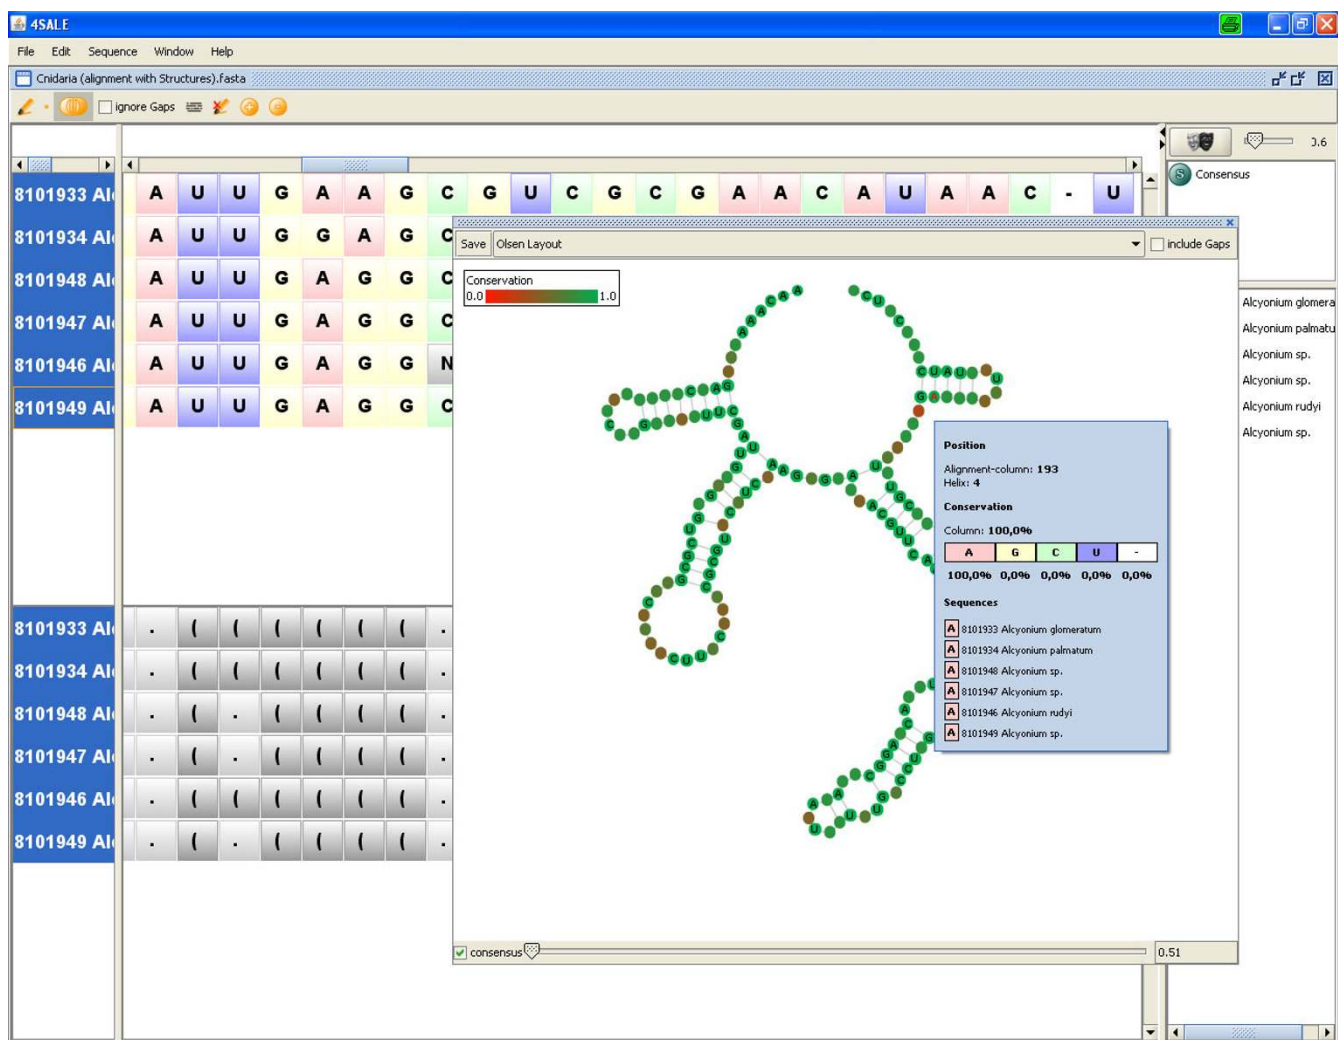 4SALE
File Edit Sequence Window Help
Cnidaria (alignment with Structures).fasta
ignore Gaps
0.6
Consensus
8101933 Al
A U U G A A G C G U C G C G A A C A U A A C - U
8101934 Al
A U U G G A G C
8101948 Al
A U U G A G G C
8101947 Al
A U U G A G G C
8101946 Al
A U U G A G G N
8101949 Al
A U U G A G G C
Save Olsen Layout include Gaps
Conservation
0.0 1.0
Alcyonium glomera
Alcyonium palmatu
Alcyonium sp.
Alcyonium sp.
Alcyonium rudyi
Alcyonium sp.
Position
Alignment-column: 193
Helix: 4
Conservation
Column: 100,0%
A G C U -
100,0% 0,0% 0,0% 0,0% 0,0%
Sequences
A 8101933 Alcyonium glomeratum
A 8101934 Alcyonium palmatum
A 8101948 Alcyonium sp.
A 8101947 Alcyonium sp.
A 8101946 Alcyonium rudyi
A 8101949 Alcyonium sp.
8101933 Al
. ( ( ( ( ( ( .
8101934 Al
. ( ( ( ( ( ( .
8101948 Al
. ( . ( ( ( ( .
8101947 Al
. ( . ( ( ( ( .
8101946 Al
. ( ( ( ( ( ( .
8101949 Al
. ( . ( ( ( ( .
consensus 0.51